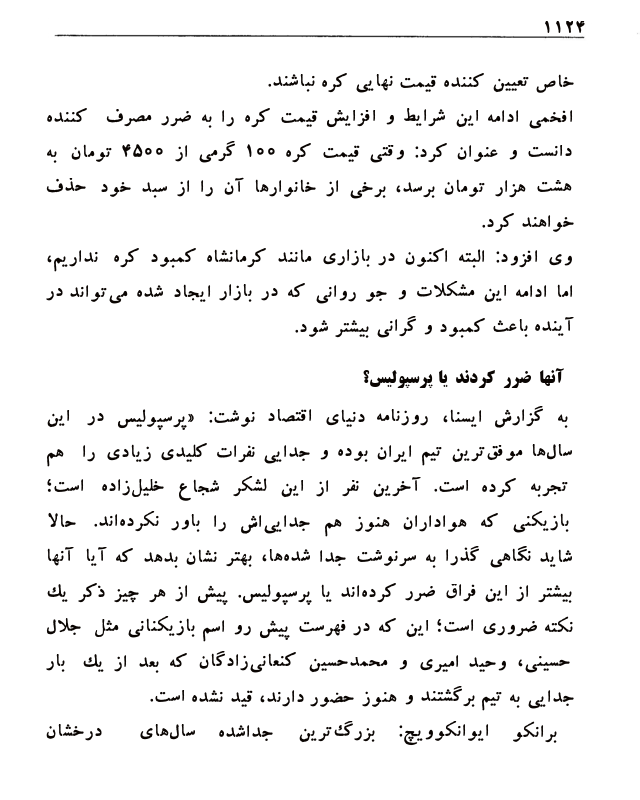 ۱۱۲۴
خاص تعیین کننده قیمت نهایی کره نباشند.
افخمی ادامه این شرایط و افزایش قیمت کره را به ضرر مصرف کننده
دانست و عنوان کرد: وقتی قیمت کره ۱۰۰ گرمی از ۴۵۰۰ تومان به
هشت هزار تومان برسد، برخی از خانوارها آن را از سبد خود حذف
خواهند کرد.
وی افزود: البته اکنون در بازاری مانند کرمانشاه کمبود کره نداریم،
اما ادامه این مشکلات و جو روانی که در بازار ایجاد شده می‌تواند در
آینده باعث کمبود و گرانی بیشتر شود.
آنها ضرر کردند یا پرسپولیس؟
به گزارش ایسنا، روزنامه دنیای اقتصاد نوشت: «پرسپولیس در این
سال‌ها موفق‌ترین تیم ایران بوده و جدایی نفرات کلیدی زیادی را هم
تجربه کرده است. آخرین نفر از این لشکر شجاع خلیل‌زاده است؛
بازیکنی که هواداران هنوز هم جدایی‌اش را باور نکرده‌اند. حالا
شاید نگاهی گذرا به سرنوشت جدا شده‌ها، بهتر نشان بدهد که آیا آنها
بیشتر از این فراق ضرر کرده‌اند یا پرسپولیس. پیش از هر چیز ذکر یك
نکته ضروری است؛ این که در فهرست پیش رو اسم بازیکنانی مثل جلال
حسینی، وحید امیری و محمدحسین کنعانی‌زادگان که بعد از یك بار
جدایی به تیم برگشتند و هنوز حضور دارند، قید نشده است.
برانکو ایوانکوویچ: بزرگ‌ترین جداشده سال‌های درخشان